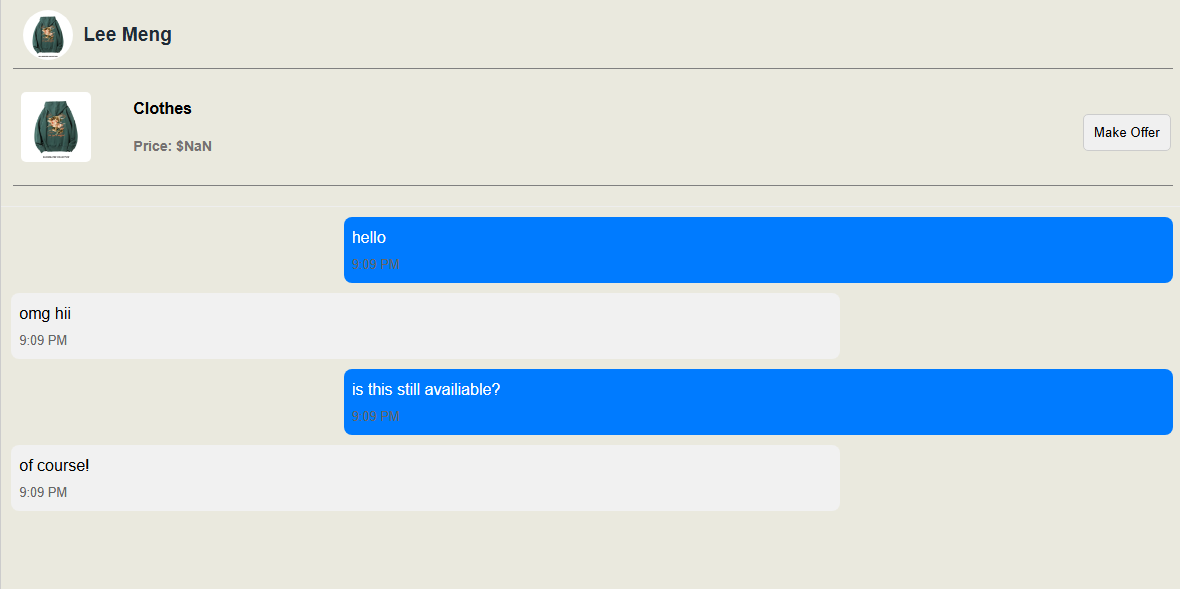 Lee Meng
Clothes
Price: $NaN
Make Offer
hello
9:09 PM
omg hii
9:09 PM
is this still availiable?
9:09 PM
of course!
9:09 PM